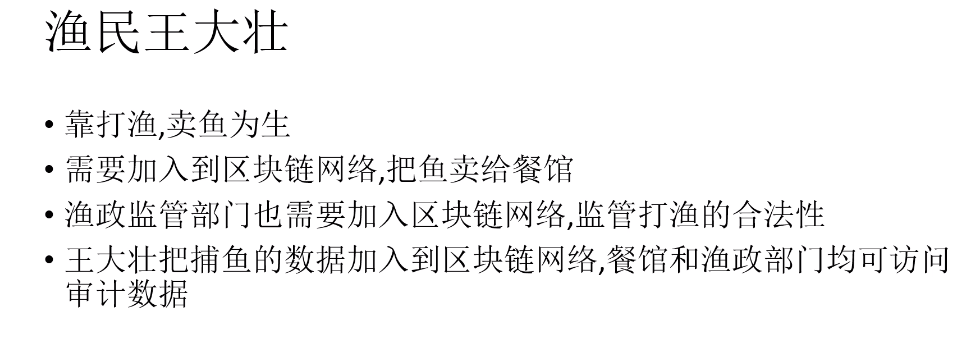 渔民王大壮
• 靠打渔,卖鱼为生
• 需要加入到区块链网络,把鱼卖给餐馆
• 渔政监管部门也需要加入区块链网络,监管打渔的合法性
• 王大壮把捕鱼的数据加入到区块链网络,餐馆和渔政部门均可访问
审计数据